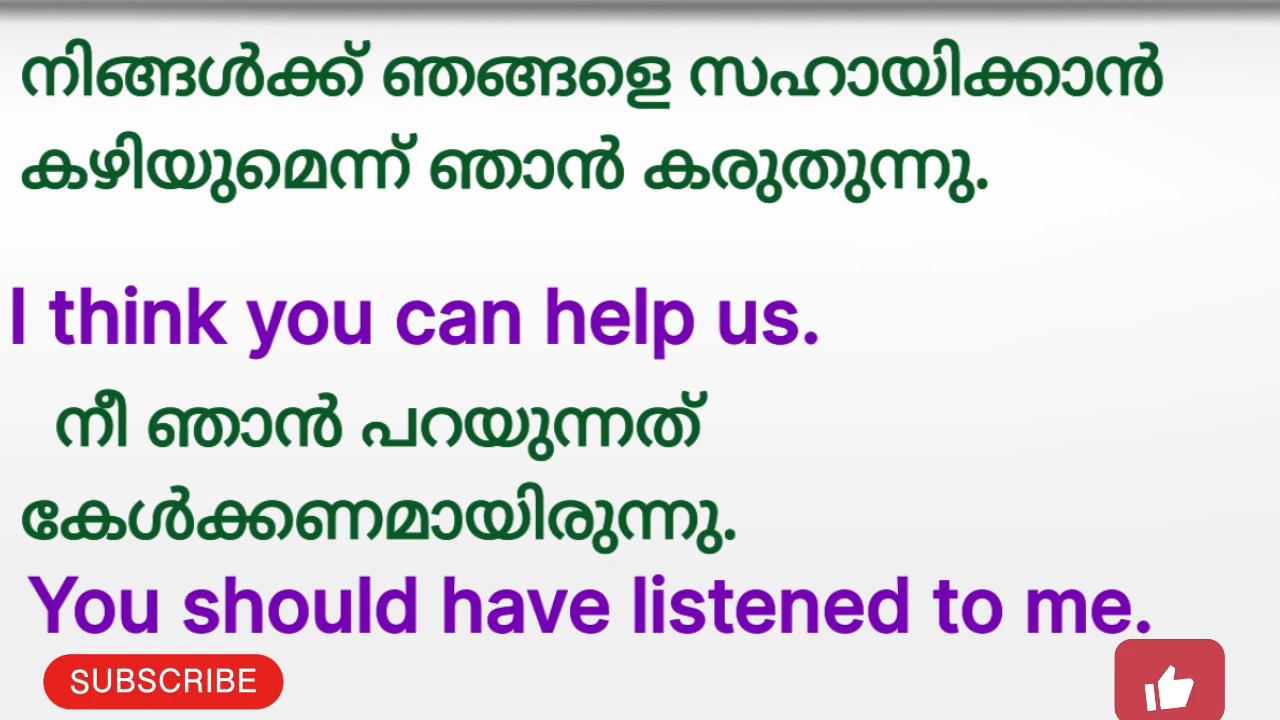 നിങ്ങൾക്ക് ഞങ്ങളെ സഹായിക്കാൻ
കഴിയുമെന്ന് ഞാൻ കരുതുന്നു.
I think you can help us.
നീ ഞാൻ പറയുന്നത്
കേൾക്കണമായിരുന്നു.
You should have listened to me.
SUBSCRIBE